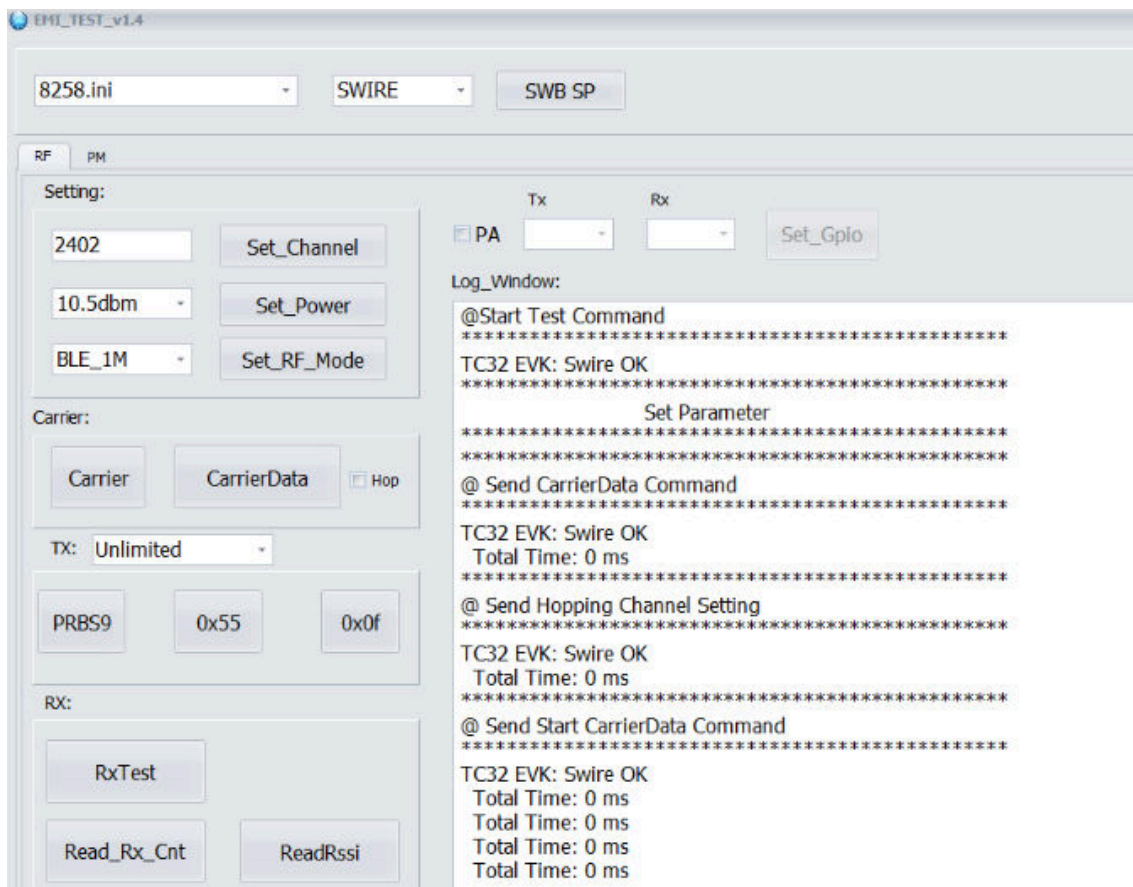 EMI_TEST_v1.4
8258.ini SWIRE SWB SP
RF PM
Setting:
2402 Set_Channel
10.5dbm Set_Power
BLE_1M Set_RF_Mode
Carrier:
Carrier CarrierData Hop
TX: Unlimited
PRBS9 0x55 0x0f
RX:
RxTest
Read_Rx_Cnt ReadRssi
Tx Rx
PA Set_Gpio
Log_Window:
@Start Test Command
************************************************
TC32 EVK: Swire OK
************************************************
Set Parameter
************************************************
************************************************
@ Send CarrierData Command
************************************************
TC32 EVK: Swire OK
Total Time: 0 ms
************************************************
@ Send Hopping Channel Setting
************************************************
TC32 EVK: Swire OK
Total Time: 0 ms
************************************************
@ Send Start CarrierData Command
************************************************
TC32 EVK: Swire OK
Total Time: 0 ms
Total Time: 0 ms
Total Time: 0 ms
Total Time: 0 ms